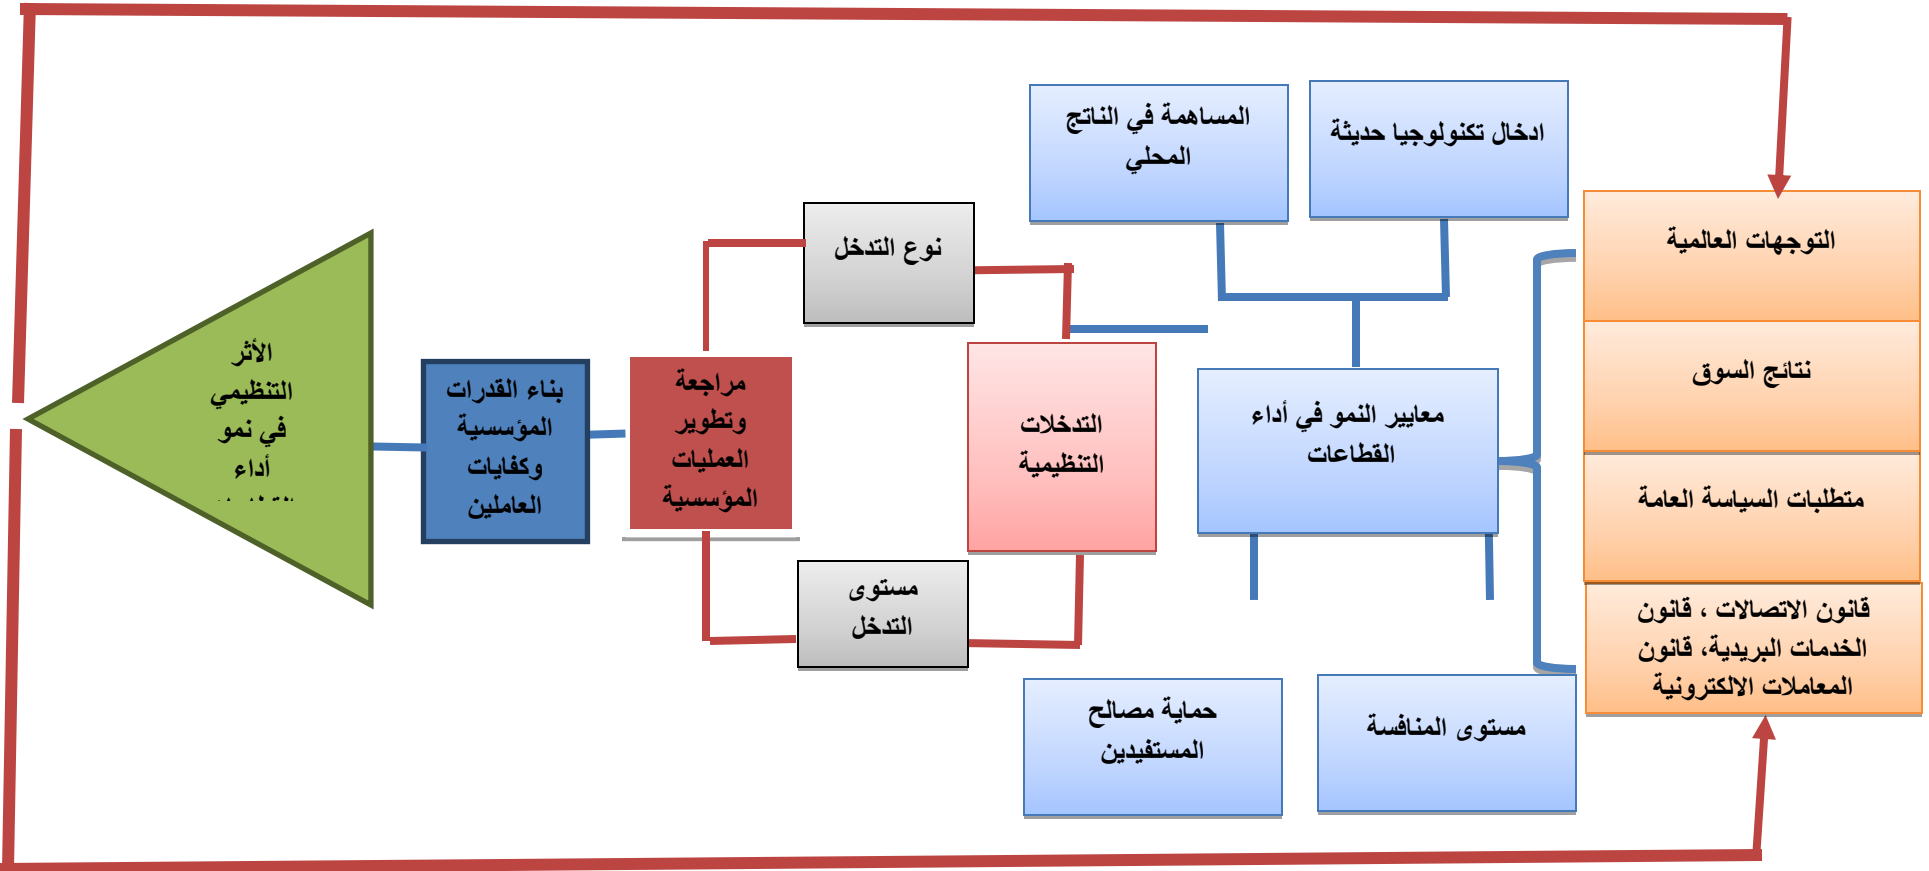 التوجهات العالمية
نتائج السوق
متطلبات السياسة العامة
قانون الاتصالات ، قانون
الخدمات البريدية، قانون
المعاملات الالكترونية
ادخال تكنولوجيا حديثة
المساهمة في الناتج
المحلي
معايير النمو في أداء
القطاعات
مستوى المنافسة
حماية مصالح
المستفيدين
التدخلات
التنظيمية
نوع التدخل
مستوى
التدخل
مراجعة
وتطوير
العمليات
المؤسسية
بناء القدرات
المؤسسية
وكفايات
العاملين
الأثر
التنظيمي
في نمو
أداء